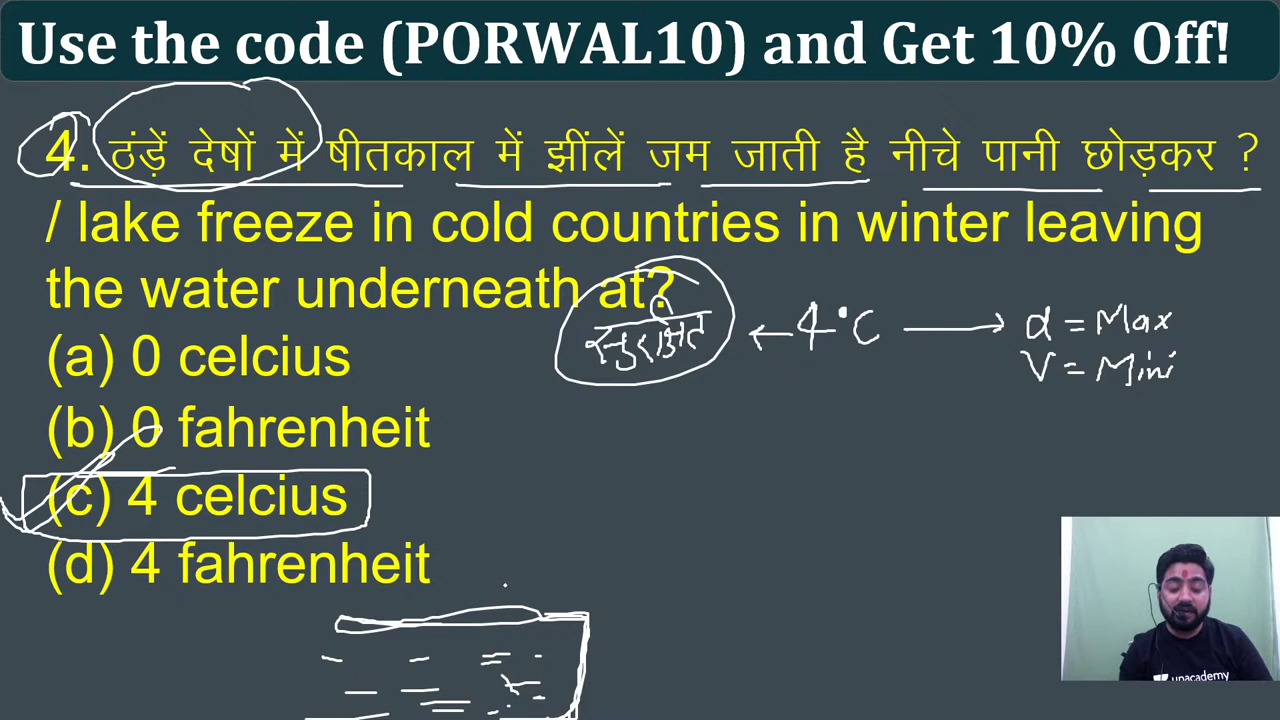 Use the code (PORWAL10) and Get 10% Off!
4. ठंड़ें देषों में षीतकाल में झींलें जम जाती है नीचे पानी छोड़कर ?
/ lake freeze in cold countries in winter leaving
the water underneath at?
सुरक्षित ← 4°C → d = Max
V = Mini
(a) 0 celcius
(b) 0 fahrenheit
(c) 4 celcius
(d) 4 fahrenheit
unacademy